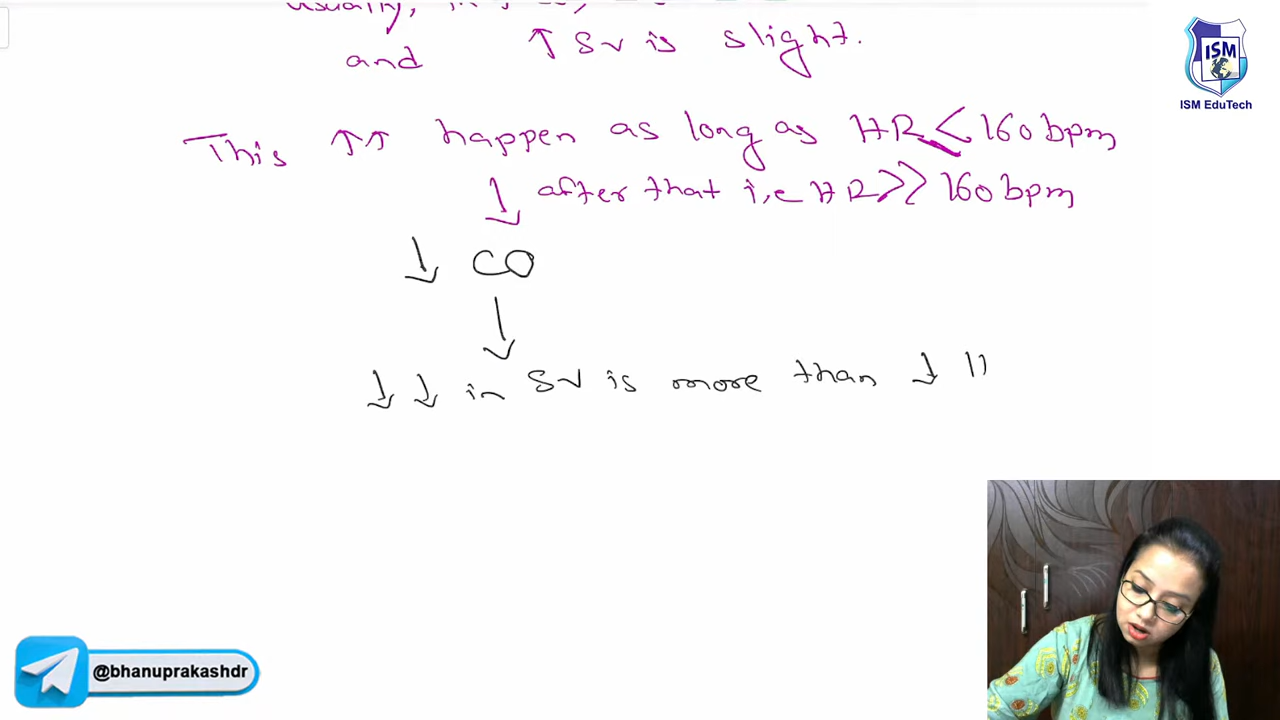 usually,
and ↑ SV is slight.
ISM
ISM EduTech
This ↑↑ happen as long as HR < 160 bpm
↓ after that i,e HR >> 160 bpm
↓ CO
↓
↓ ↓ in SV is more than ↓
@bhanuprakashdr